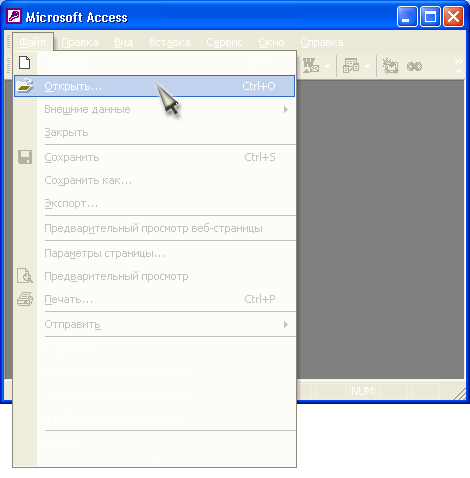 Microsoft Access
Файл Правка Вид Вставка Сервис Окно Справка
Открыть... Ctrl+O
Внешние данные
Закрыть
Сохранить Ctrl+S
Сохранить как...
Экспорт...
Предварительный просмотр веб-страницы
Параметры страницы...
Предварительный просмотр
Печать... Ctrl+P
Отправить
NUM